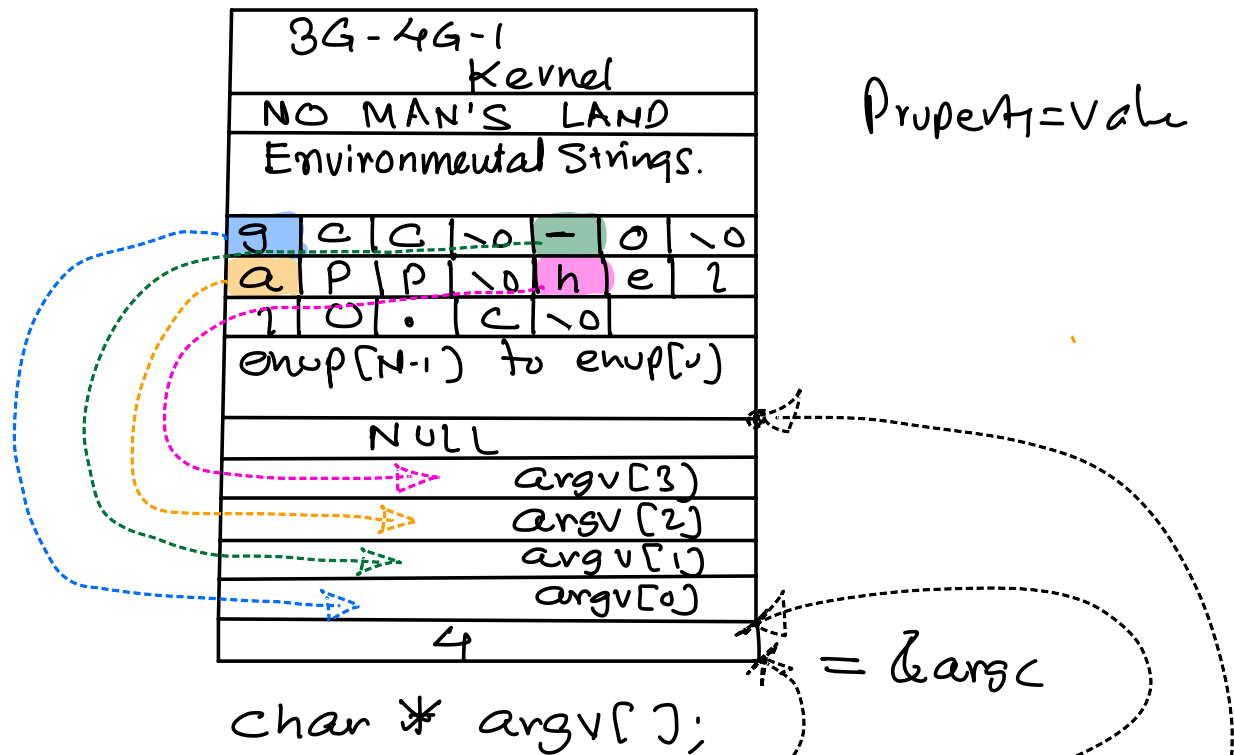 3G-4G-1
Kernel
NO MAN'S LAND
Property=Value
Environmental Strings.
g c c \0 - o \0
a p p \0 h e l
l o . c \0
envp[N-1] to envp[0]
NULL
argv[3]
argv[2]
argv[1]
argv[0]
4
= &argc
char * argv[];